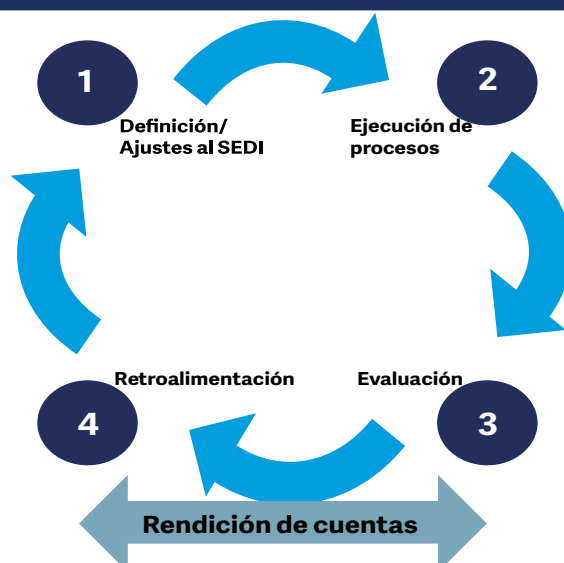 1
2
Definición/
Ajustes al SEDI
Ejecución de
procesos
Retroalimentación
Evaluación
4
3
Rendición de cuentas